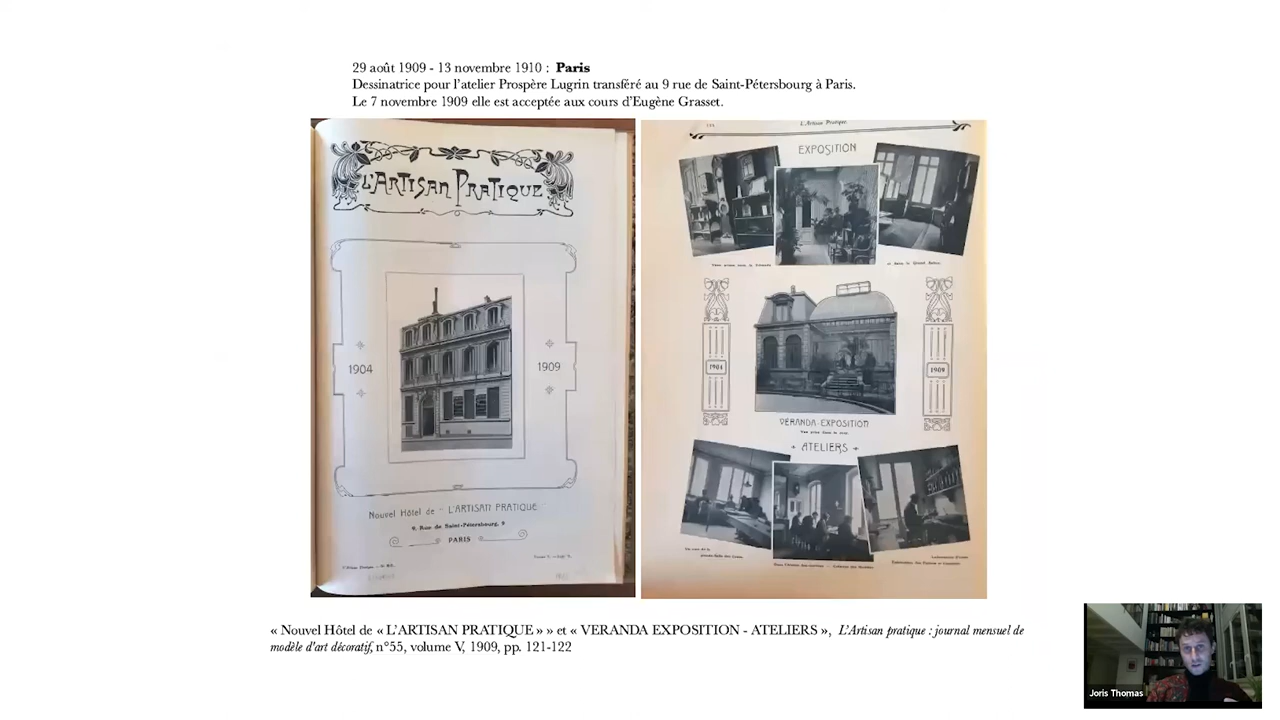 29 août 1909 - 13 novembre 1910 : Paris
Dessinatrice pour l'atelier Prospère Lugrin transféré au 9 rue de Saint-Pétersbourg à Paris.
Le 7 novembre 1909 elle est acceptée aux cours d'Eugène Grasset.
L'ARTISAN PRATIQUE
1904
1909
Nouvel Hôtel de - L'ARTISAN PRATIQUE
9, Rue de Saint-Pétersbourg, 9
PARIS
L'Artisan Pratique.
EXPOSITION
1904
1909
VÉRANDA-EXPOSITION
ATELIERS
« Nouvel Hôtel de « L'ARTISAN PRATIQUE » » et « VERANDA EXPOSITION - ATELIERS », L'Artisan pratique : journal mensuel de
modèle d'art décoratif, n°55, volume V, 1909, pp. 121-122
Joris Thomas